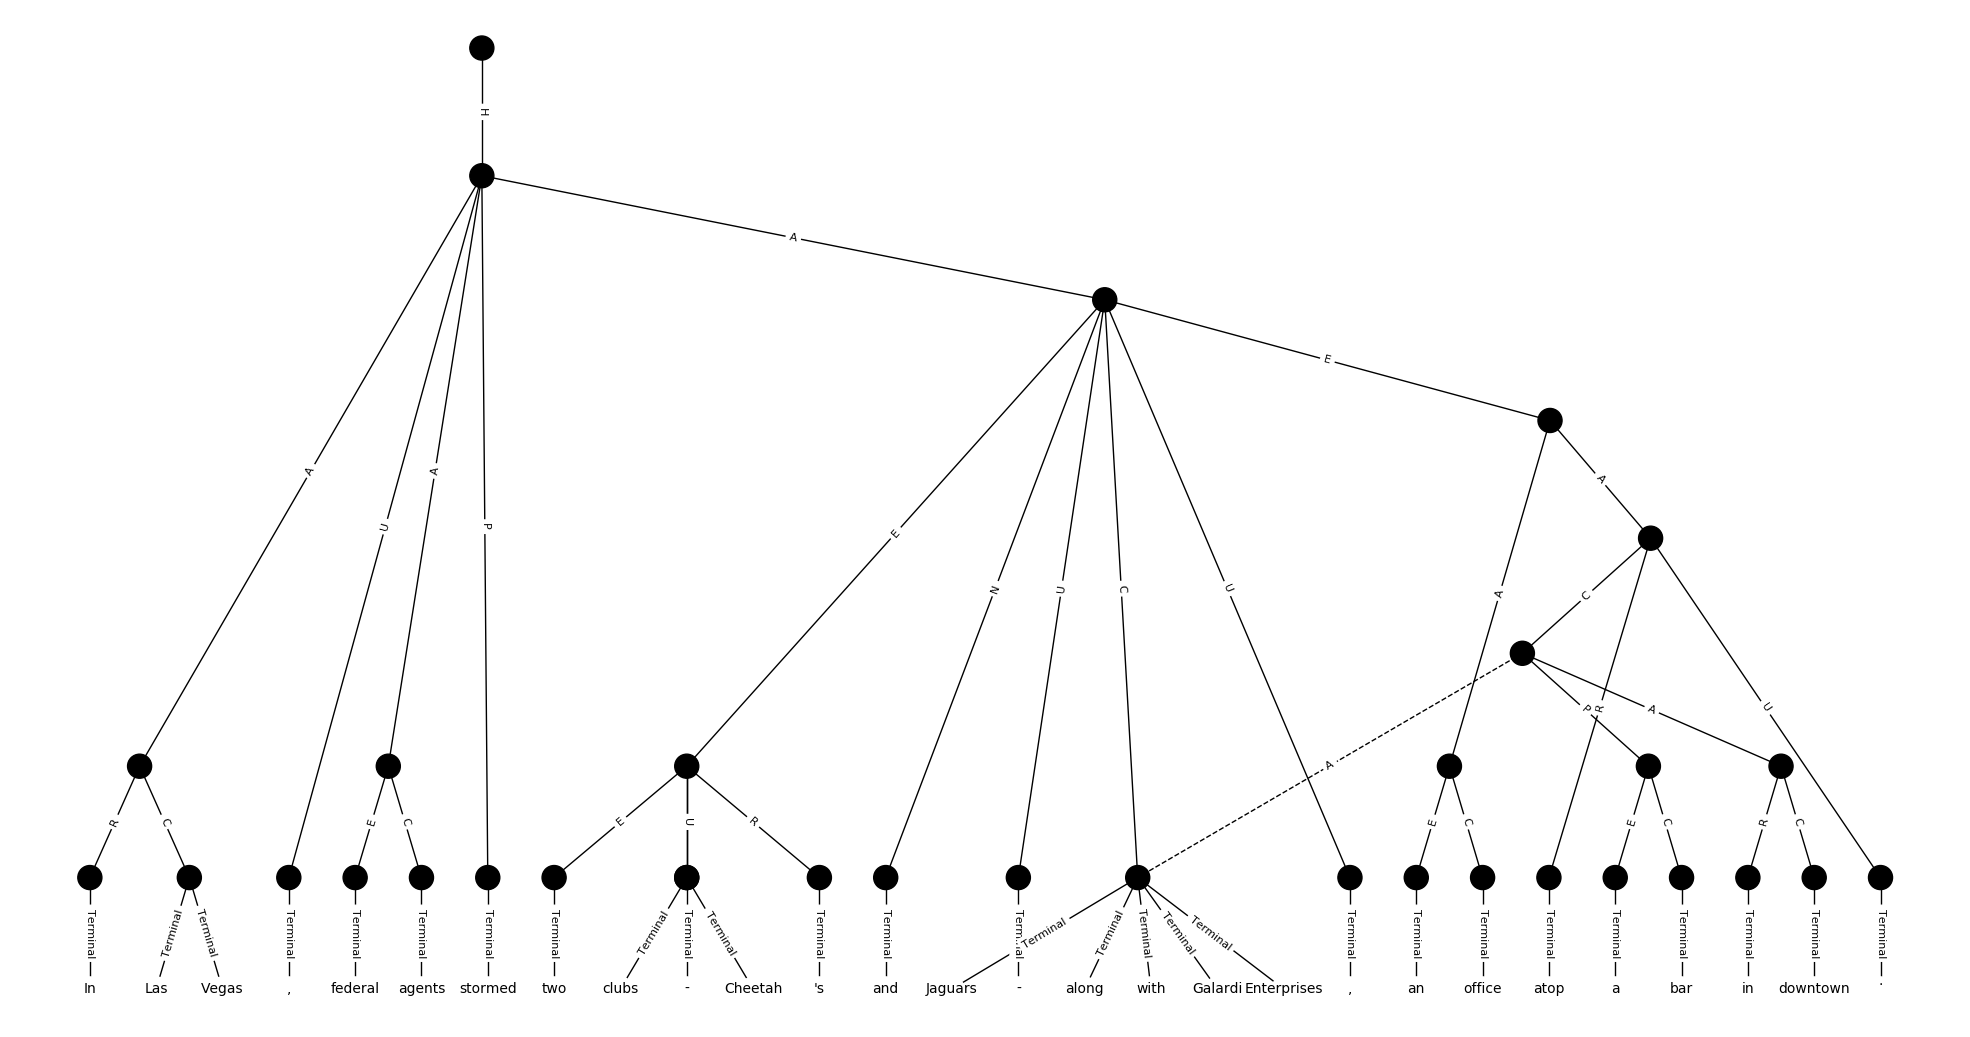 H
A
A
E
A
U
A
P
E
N
U
C
U
A
A
C
P
R
A
U
A
R
C
E
C
E
U
R
E
C
E
C
R
C
Terminal Terminal Terminal Terminal Terminal Terminal Terminal Terminal Terminal Terminal Terminal Terminal Terminal Terminal Terminal Terminal Terminal Terminal Terminal Terminal Terminal Terminal Terminal Terminal Terminal Terminal Terminal Terminal
In Las Vegas , federal agents stormed two clubs - Cheetah 's and Jaguars - along with Galardi Enterprises , an office atop a bar in downtown .